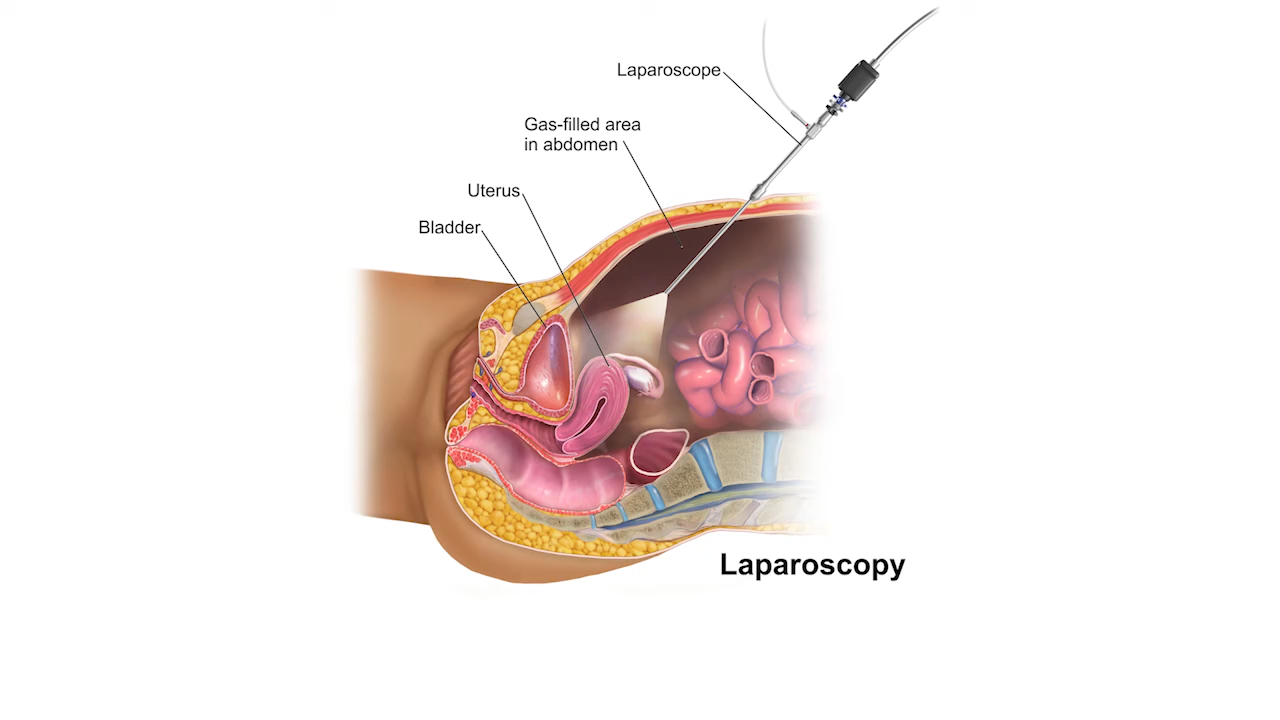 Laparoscope
Gas-filled area
in abdomen
Uterus
Bladder
Laparoscopy